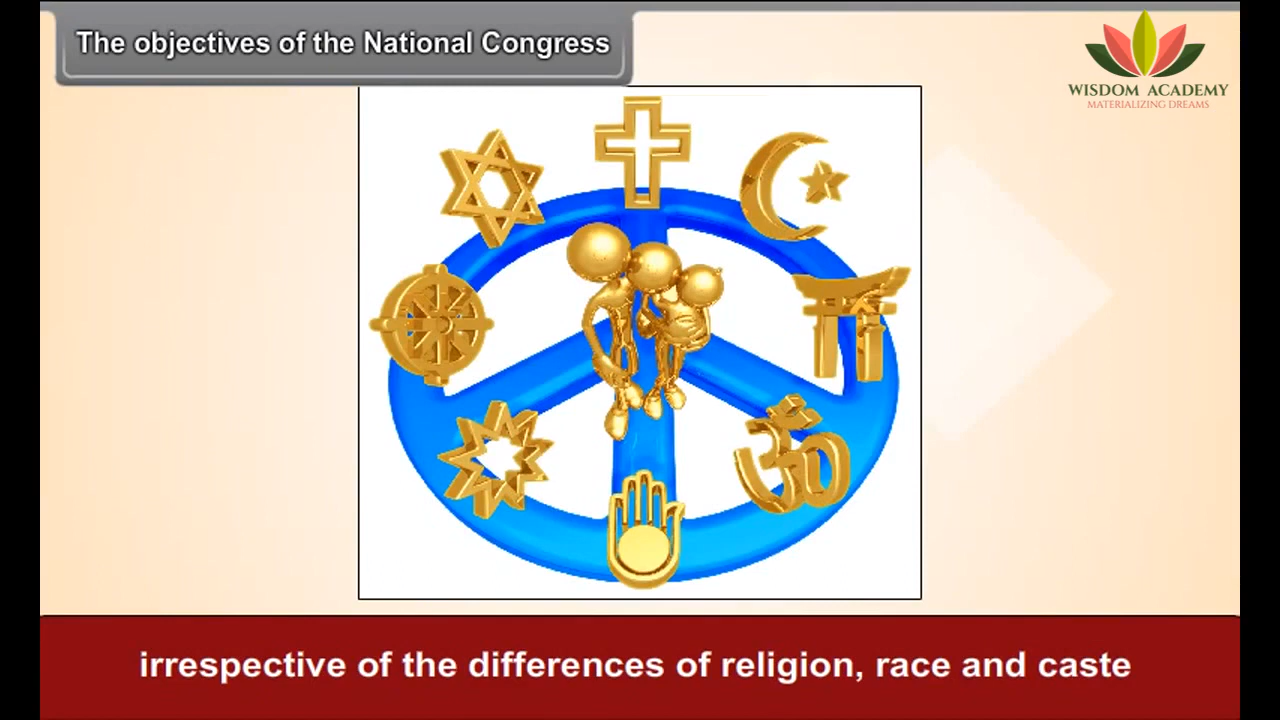 The objectives of the National Congress
WISDOM ACADEMY
MATERIALIZING DREAMS
irrespective of the differences of religion, race and caste